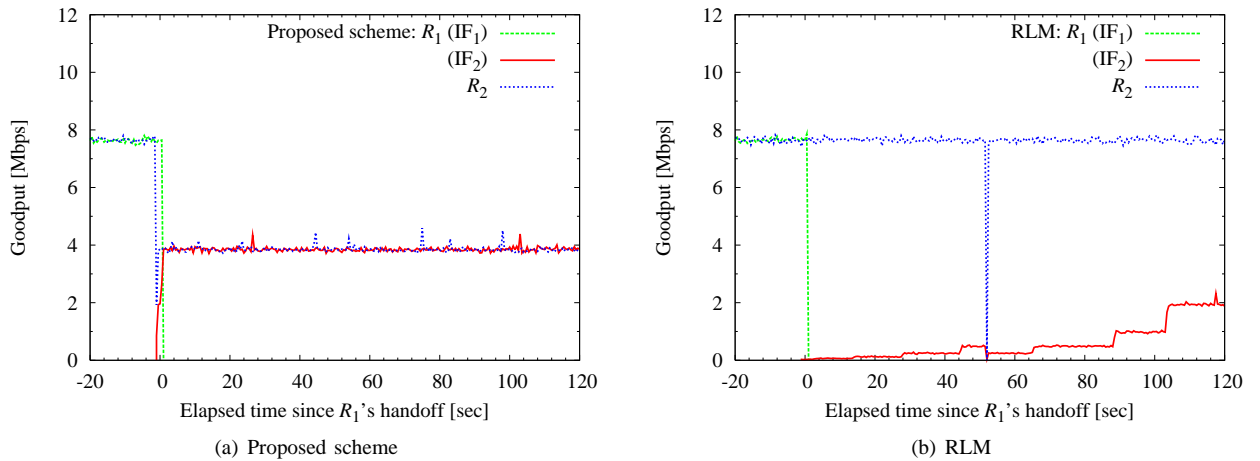 12
10
8
6
4
2
0
Goodput [Mbps]
-20 0 20 40 60 80 100 120
Elapsed time since R1's handoff [sec]
Proposed scheme: R1 (IF1)
(IF2)
R2
(a) Proposed scheme
12
10
8
6
4
2
0
Goodput [Mbps]
-20 0 20 40 60 80 100 120
Elapsed time since R1's handoff [sec]
RLM: R1 (IF1)
(IF2)
R2
(b) RLM